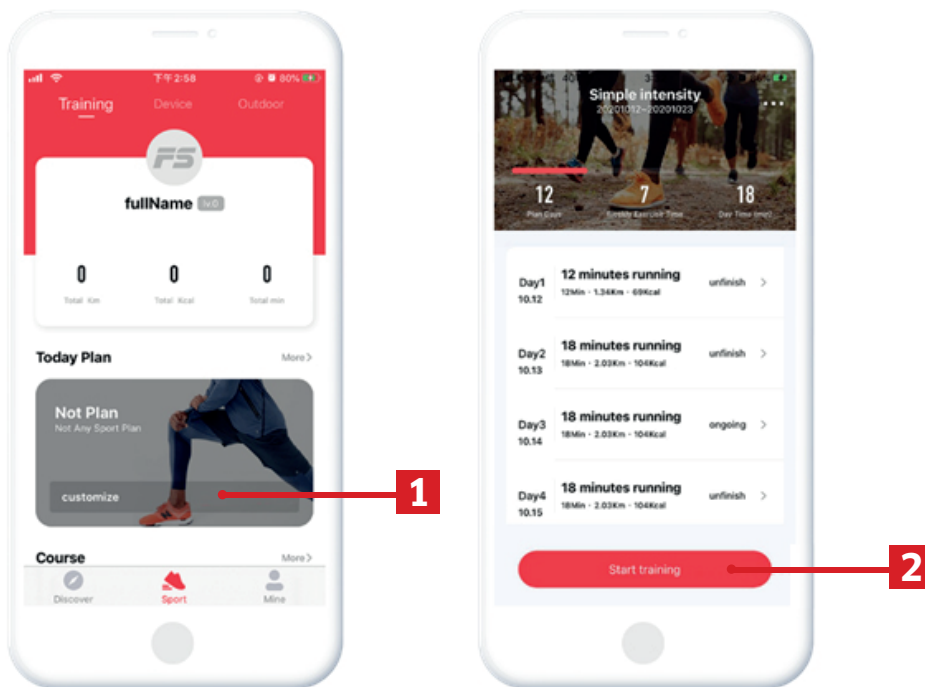 下午2:58
80%
Training Device Outdoor
FS
fullName lv.0
0 0 0
Total Km Total Kcal Total min
Today Plan More>
Not Plan
Not Any Sport Plan
customize
Course More>
Discover Sport Mine
1
Simple intensity
20201012~20201023
12 7 18
Plan Days Weekly Exercise Time Day Time (min)
Day1 12 minutes running unfinish >
10.12 12Min - 1.34Km - 69Kcal
Day2 18 minutes running unfinish >
10.13 18Min - 2.03Km - 104Kcal
Day3 18 minutes running ongoing >
10.14 18Min - 2.03Km - 104Kcal
Day4 18 minutes running unfinish >
10.15 18Min - 2.03Km - 104Kcal
Start training
2